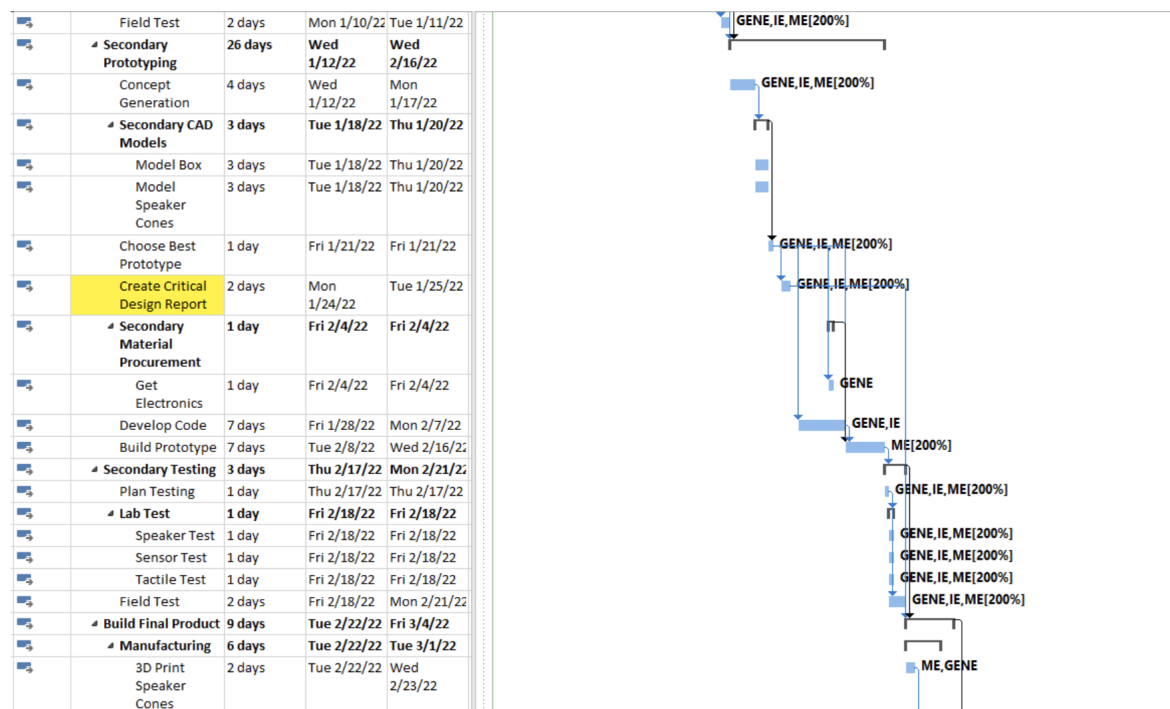 Field Test 2 days Mon 1/10/22 Tue 1/11/22 GENE,IE,ME[200%]
Secondary 26 days Wed Wed
Prototyping 1/12/22 2/16/22
Concept 4 days Wed Mon GENE,IE,ME[200%]
Generation 1/12/22 1/17/22
Secondary CAD 3 days Tue 1/18/22 Thu 1/20/22
Models
Model Box 3 days Tue 1/18/22 Thu 1/20/22
Model 3 days Tue 1/18/22 Thu 1/20/22
Speaker
Cones
Choose Best 1 day Fri 1/21/22 Fri 1/21/22 GENE,IE,ME[200%]
Prototype
Create Critical 2 days Mon Tue 1/25/22 GENE,IE,ME[200%]
Design Report 1/24/22
Secondary 1 day Fri 2/4/22 Fri 2/4/22
Material
Procurement
Get 1 day Fri 2/4/22 Fri 2/4/22 GENE
Electronics
Develop Code 7 days Fri 1/28/22 Mon 2/7/22 GENE,IE
Build Prototype 7 days Tue 2/8/22 Wed 2/16/22 ME[200%]
Secondary Testing 3 days Thu 2/17/22 Mon 2/21/22
Plan Testing 1 day Thu 2/17/22 Thu 2/17/22 GENE,IE,ME[200%]
Lab Test 1 day Fri 2/18/22 Fri 2/18/22
Speaker Test 1 day Fri 2/18/22 Fri 2/18/22 GENE,IE,ME[200%]
Sensor Test 1 day Fri 2/18/22 Fri 2/18/22 GENE,IE,ME[200%]
Tactile Test 1 day Fri 2/18/22 Fri 2/18/22 GENE,IE,ME[200%]
Field Test 2 days Fri 2/18/22 Mon 2/21/22 GENE,IE,ME[200%]
Build Final Product 9 days Tue 2/22/22 Fri 3/4/22
Manufacturing 6 days Tue 2/22/22 Tue 3/1/22
3D Print 2 days Tue 2/22/22 Wed ME,GENE
Speaker 2/23/22
Cones